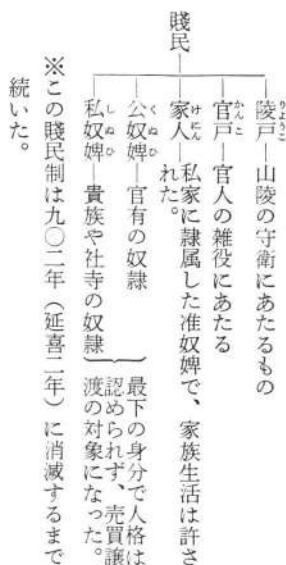 賤民
陵戸―山陵の守衛にあたるもの
りようこ
官戸―官人の雑役にあたる
かんこ
家人―私家に隷属した准奴婢で、家族生活は許さ
けにん
れた。
公奴婢―官有の奴隷
くぬひ
私奴婢―貴族や社寺の奴隷
しぬひ
最下の身分で人格は
認められず、売買譲
渡の対象になった。
※この賤民制は九〇二年（延喜二年）に消滅するまで
続いた。